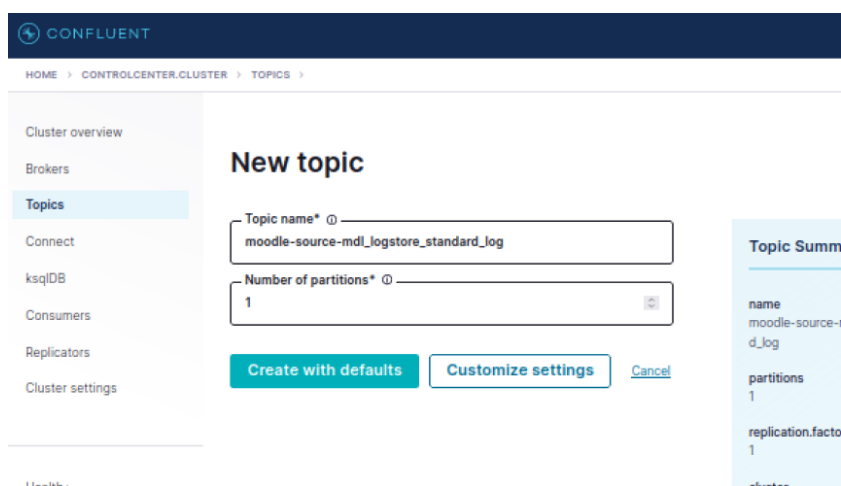 CONFLUENT
HOME > CONTROLCENTER.CLUSTER > TOPICS >
Cluster overview
Brokers
Topics
Connect
ksqlDB
Consumers
Replicators
Cluster settings
New topic
Topic name*
moodle-source-mdl_logstore_standard_log
Number of partitions*
1
Create with defaults
Customize settings
Cancel
Topic Summ
name
moodle-source-
d_log
partitions
1
replication.facto
1